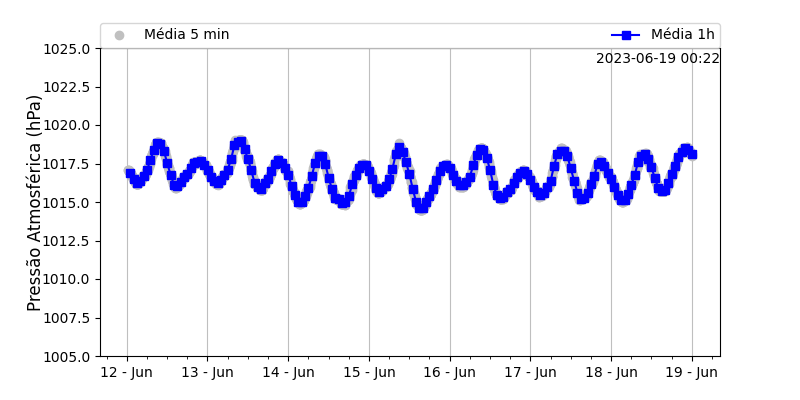 Média 5 min
Média 1h
2023-06-19 00:22
Pressão Atmosférica (hPa)
1025.0
1022.5
1020.0
1017.5
1015.0
1012.5
1010.0
1007.5
1005.0
12 - Jun
13 - Jun
14 - Jun
15 - Jun
16 - Jun
17 - Jun
18 - Jun
19 - Jun